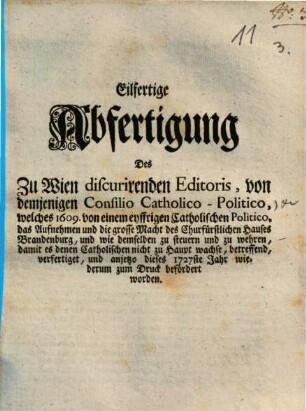 11
3.
Eilfertige
Abfertigung
Des
Zu Wien discurirenden Editoris, von
demjenigen Consilio Catholico - Politico,
welches 1609. von einem eyffrigen Catholischen Politico,
das Aufnehmen und die grosse Macht des Churfürstlichen Hauses
Brandenburg, und wie demselben zu steuern und zu wehren,
damit es denen Catholischen nicht zu Haupt wachse, betreffend,
verfertiget, und anjetzo dieses 1727ste Jahr wie-
derum zum Druck befördert
worden.